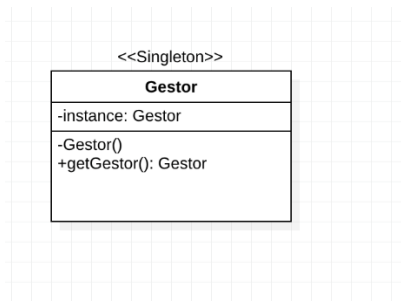 <<Singleton>>
Gestor
-instance: Gestor
-Gestor()
+getGestor(): Gestor